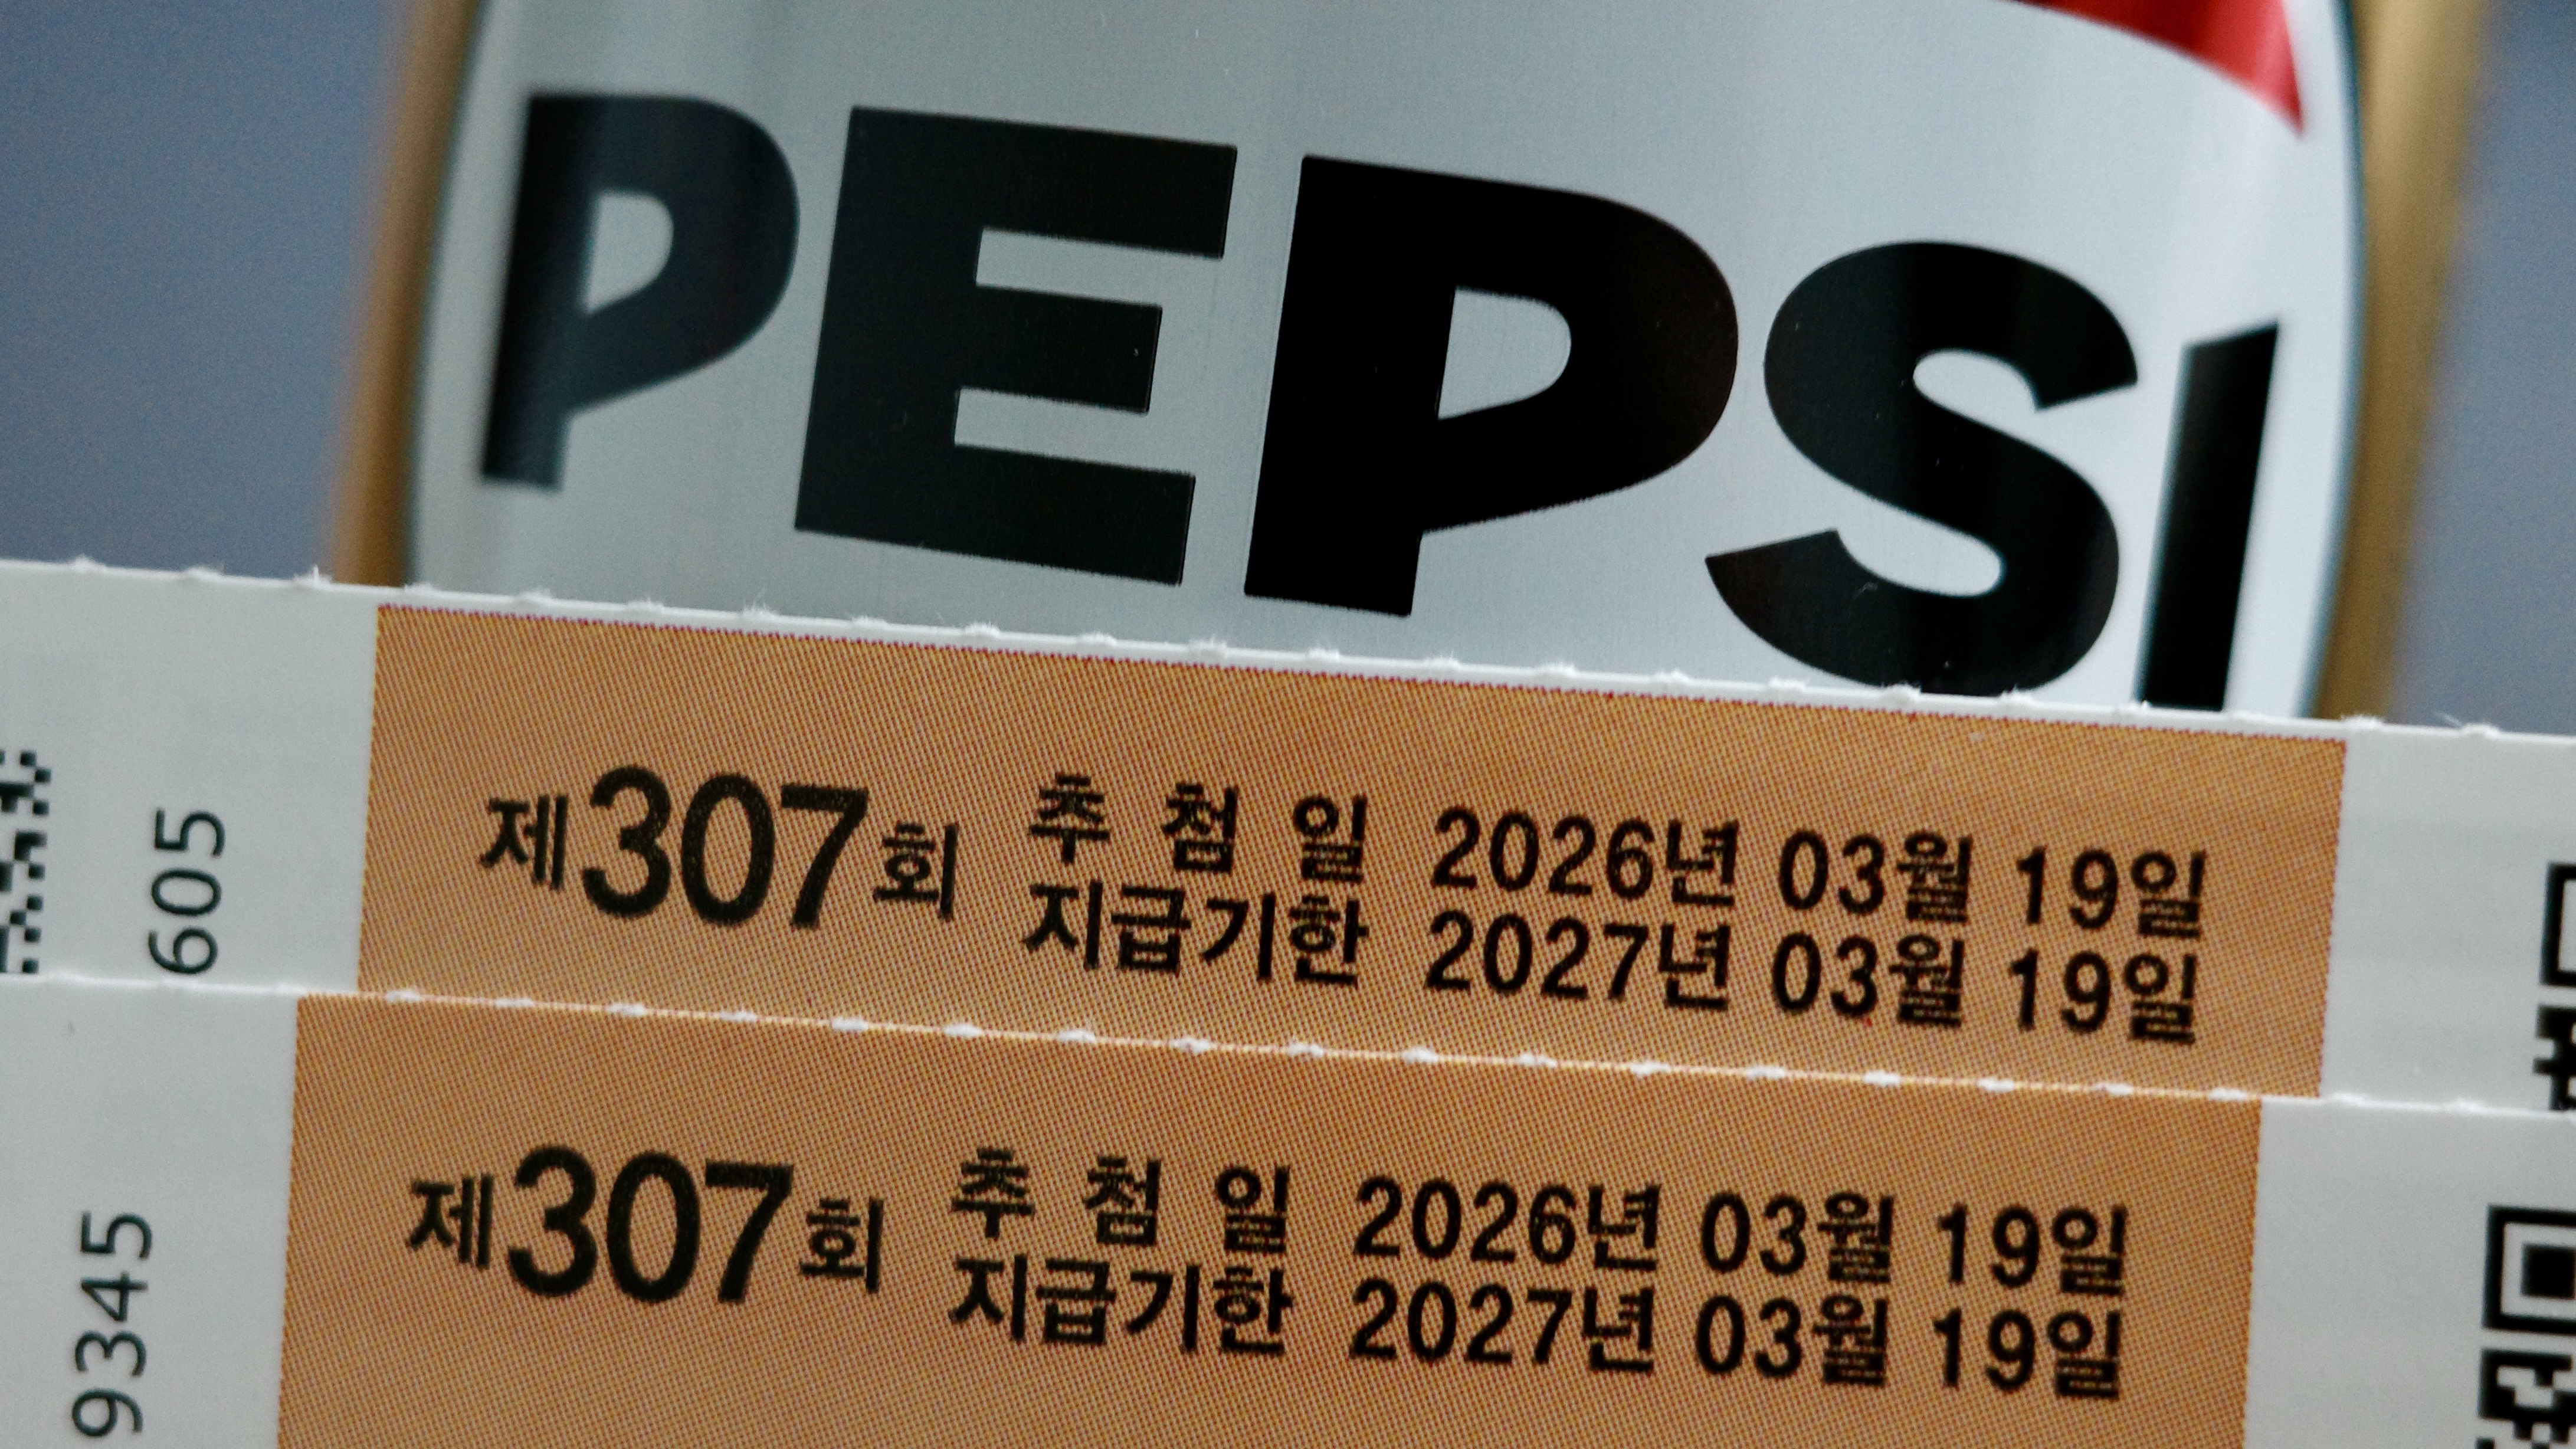 PEPSI
605
제307회
추 첨 일 2026년 03월 19일
지급기한 2027년 03월 19일
9345
제307회
추 첨 일 2026년 03월 19일
지급기한 2027년 03월 19일